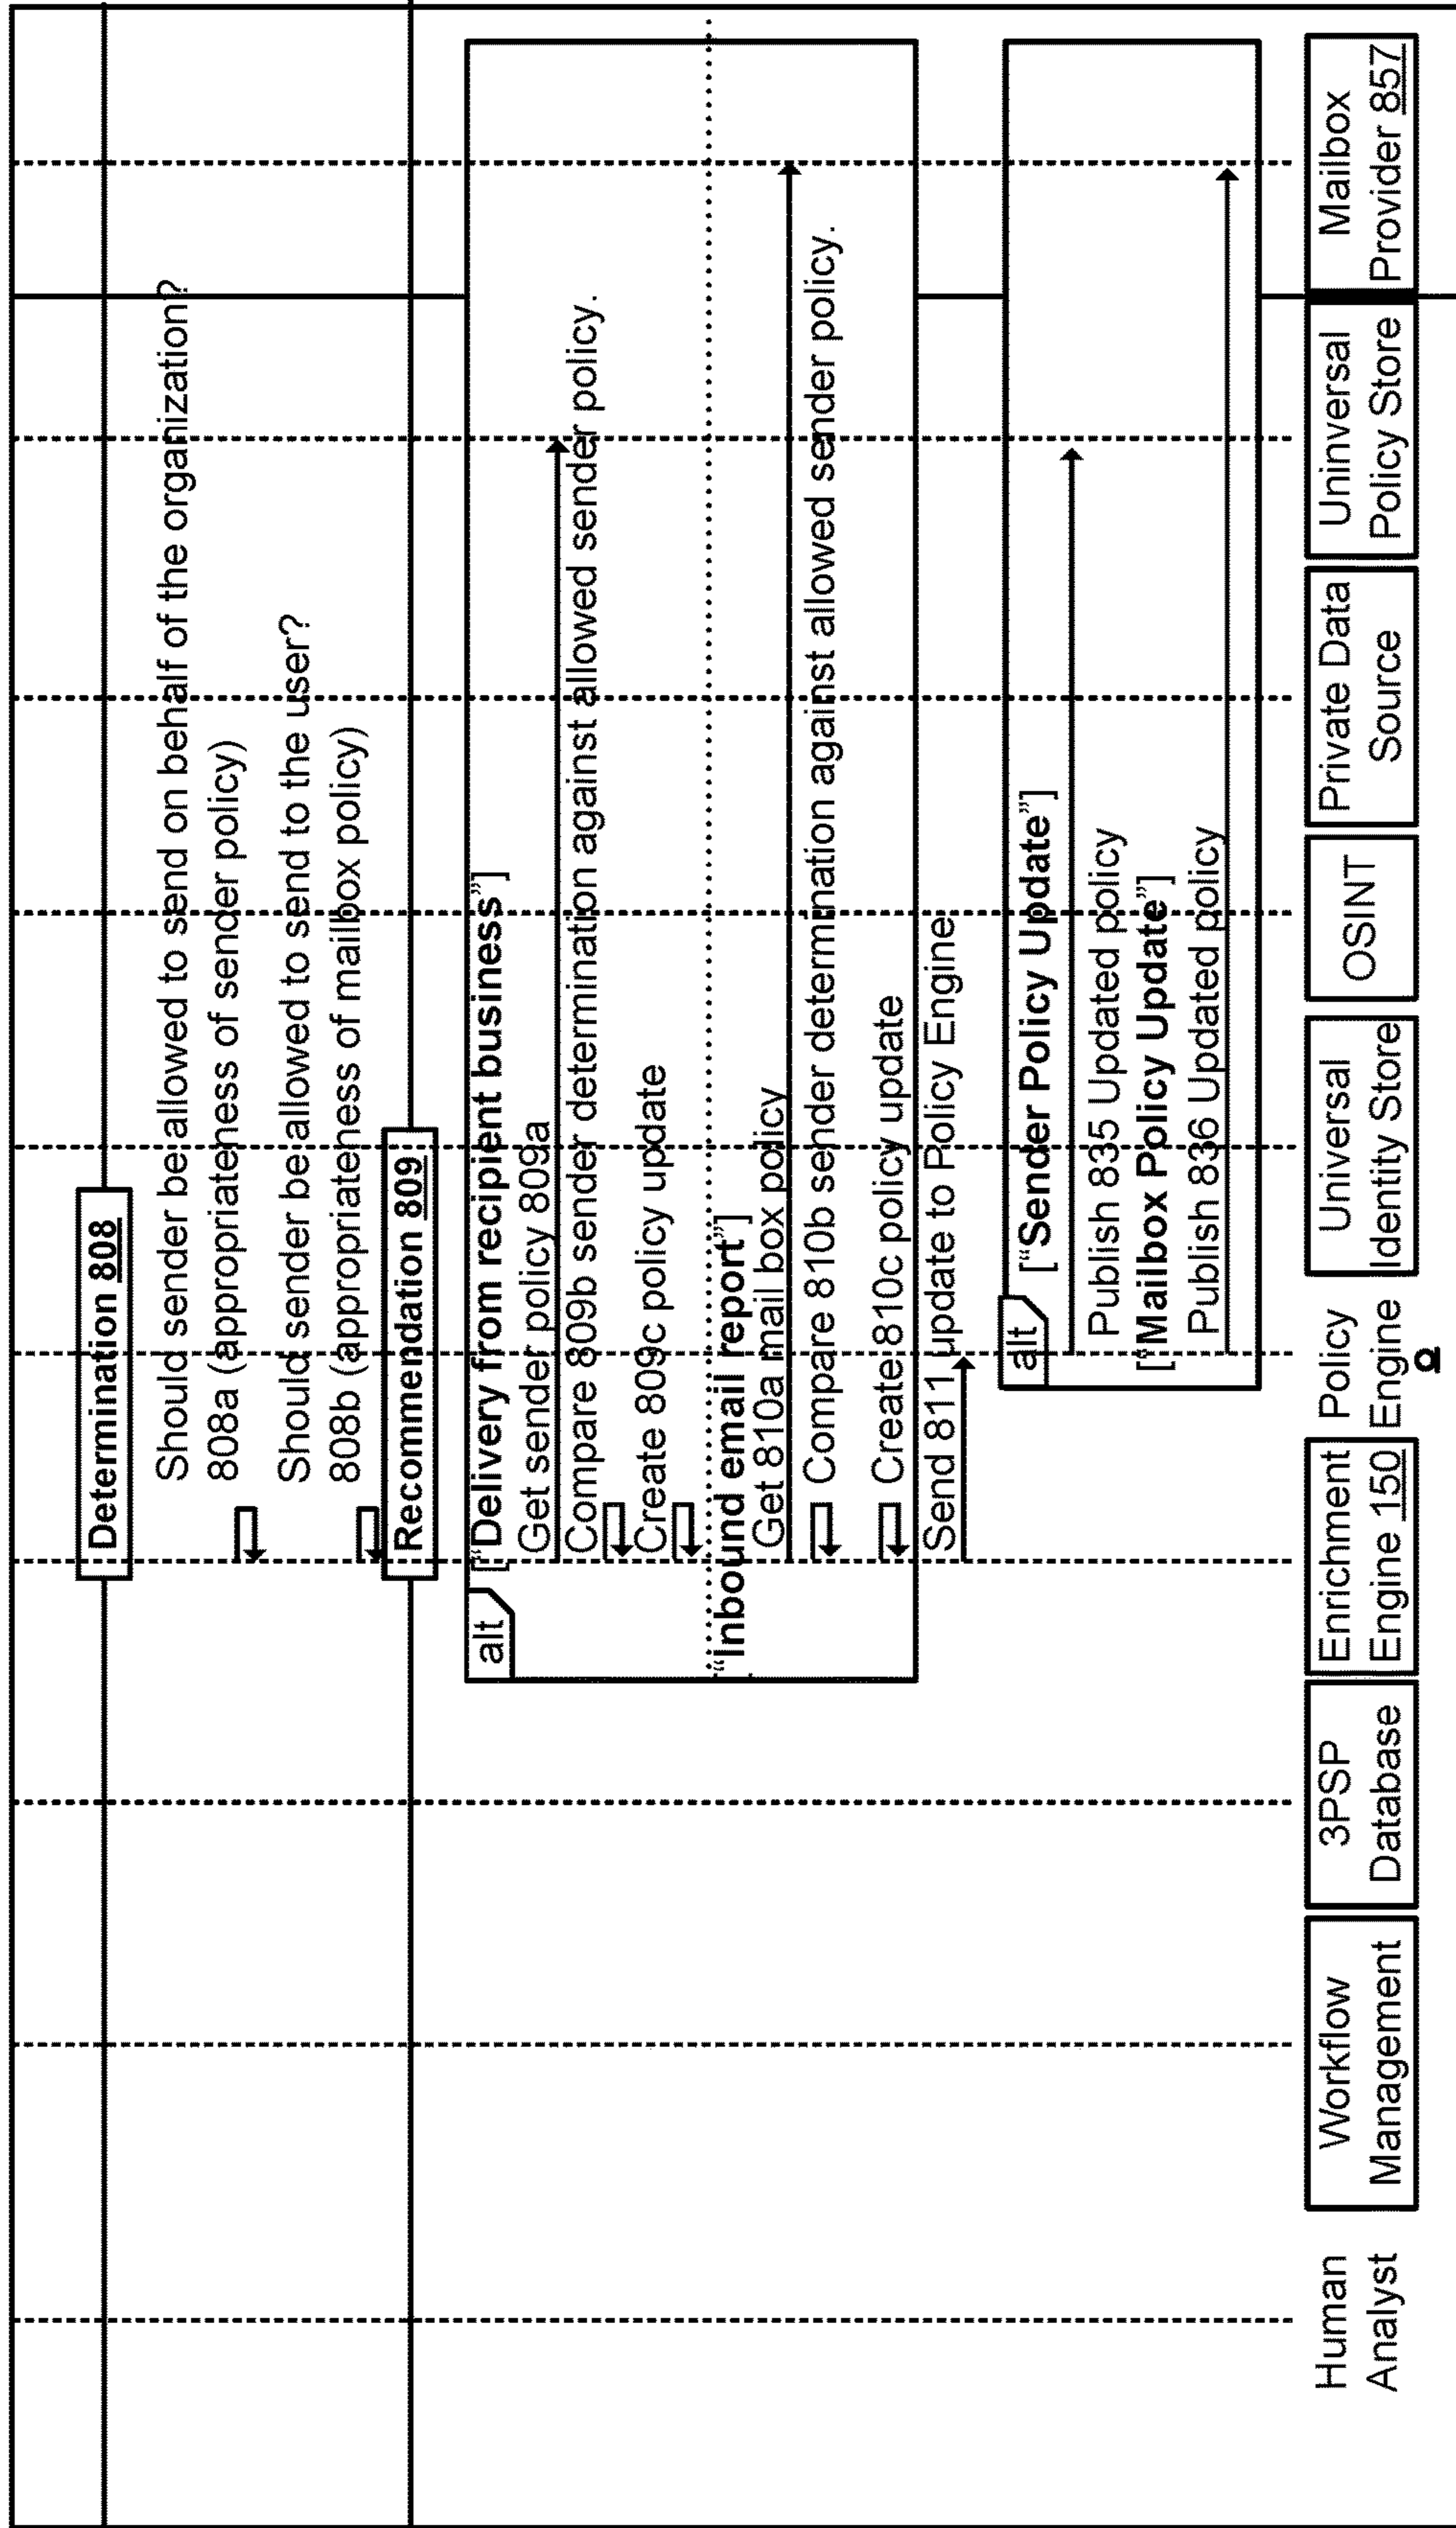 Determination 808
Should sender be allowed to send on behalf of the organization?
808a (appropriateness of sender policy)
Should sender be allowed to send to the user?
808b (appropriateness of mailbox policy)
Recommendation 809
alt
[“Delivery from recipient business”]
Get sender policy 809a
Compare 809b sender determination against allowed sender policy.
Create 809c policy update
[“Inbound email report”]
Get 810a mail box policy
Compare 810b sender determination against allowed sender policy.
Create 810c policy update
Send 811 update to Policy Engine
alt
[“Sender Policy Update”]
Publish 835 Updated policy
[“Mailbox Policy Update”]
Publish 836 Updated policy
Human
Analyst
Workflow
Management
3PSP
Database
Enrichment
Engine 150
Policy
Engine
Universal
Identity Store
OSINT
Private Data
Source
Uninversal
Policy Store
Mailbox
Provider 857